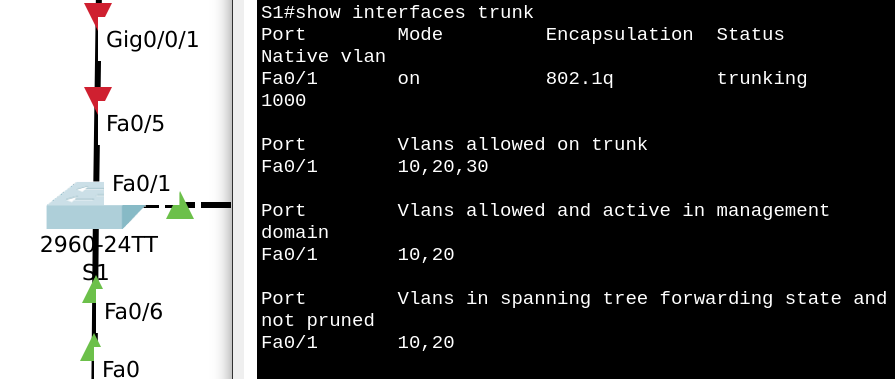 Gig0/0/1
Fa0/5
Fa0/1
2960-24TT
S1
Fa0/6
Fa0
S1#show interfaces trunk
Port        Mode         Encapsulation  Status
Native vlan
Fa0/1       on           802.1q         trunking
1000
Port        Vlans allowed on trunk
Fa0/1       10,20,30
Port        Vlans allowed and active in management
domain
Fa0/1       10,20
Port        Vlans in spanning tree forwarding state and
not pruned
Fa0/1       10,20